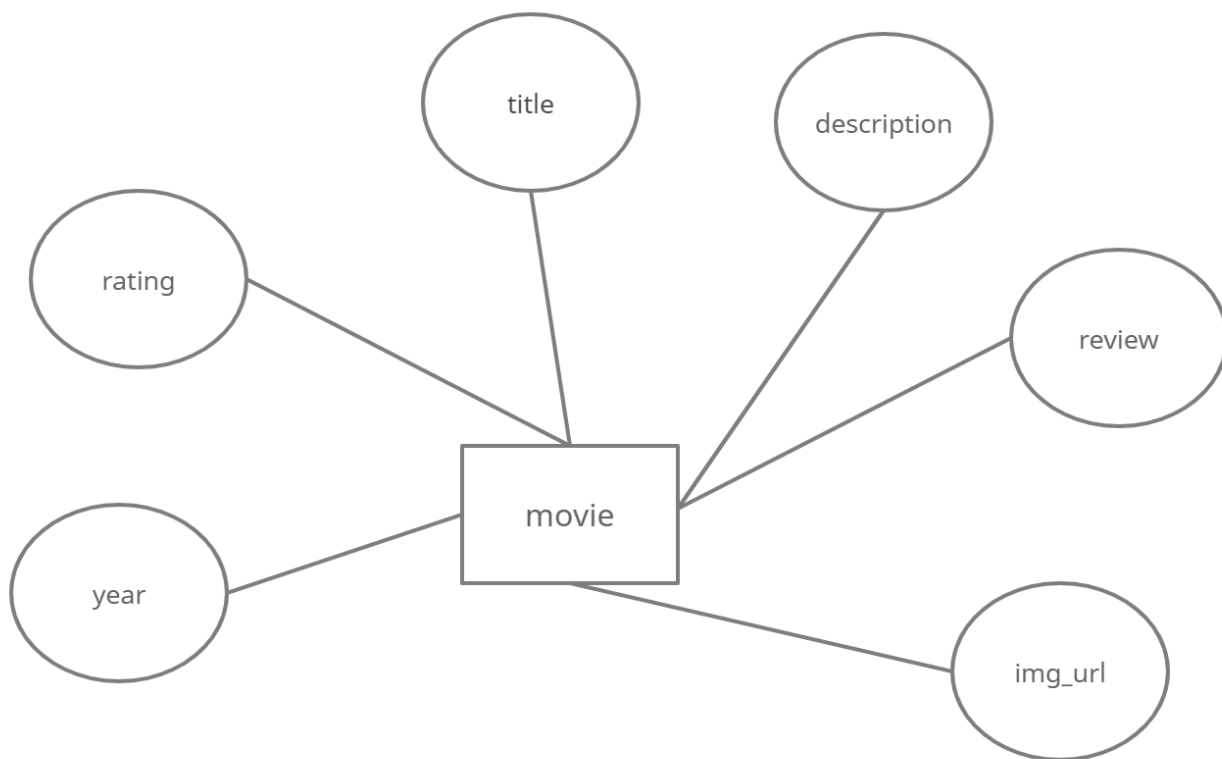 title
description
rating
review
movie
year
img_url